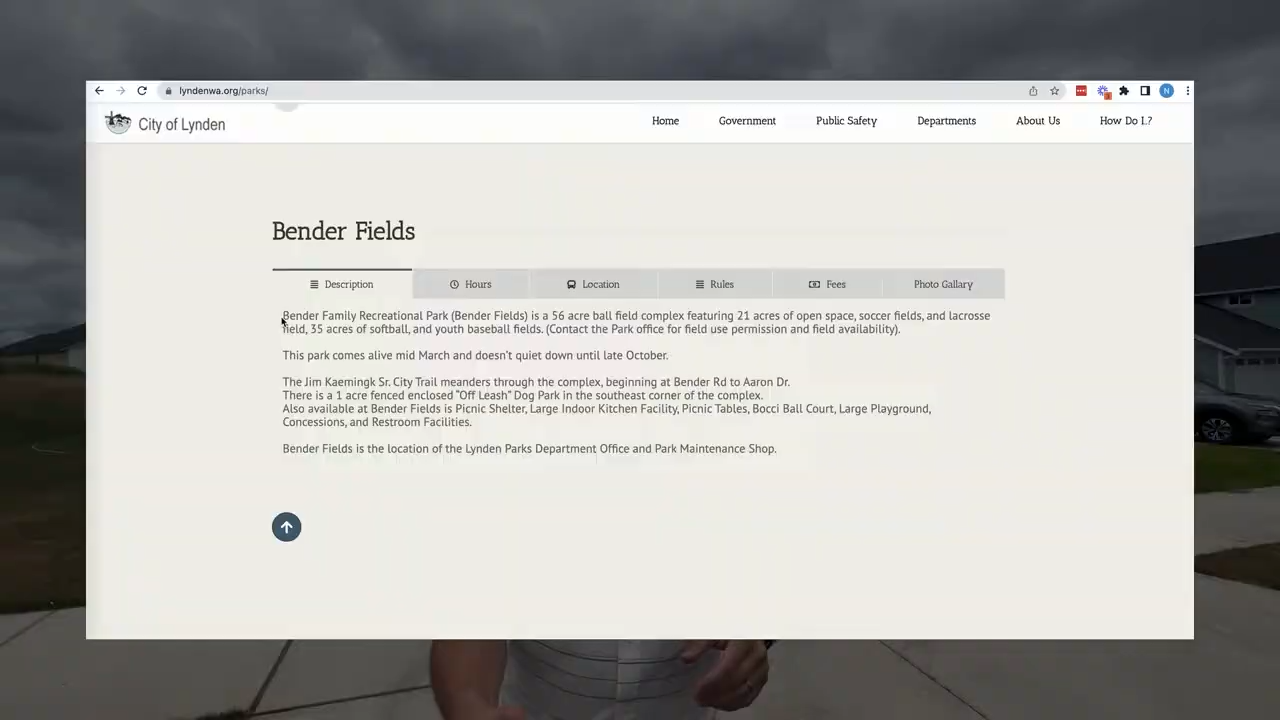 lyndenwa.org/parks/
N
City of Lynden
Home Government Public Safety Departments About Us How Do I..?
Bender Fields
Description Hours Location Rules Fees Photo Gallary
Bender Family Recreational Park (Bender Fields) is a 56 acre ball field complex featuring 21 acres of open space, soccer fields, and lacrosse
field, 35 acres of softball, and youth baseball fields. (Contact the Park office for field use permission and field availability).
This park comes alive mid March and doesn't quiet down until late October.
The Jim Kaemingk Sr. City Trail meanders through the complex, beginning at Bender Rd to Aaron Dr.
There is a 1 acre fenced enclosed “Off Leash” Dog Park in the southeast corner of the complex.
Also available at Bender Fields is Picnic Shelter, Large Indoor Kitchen Facility, Picnic Tables, Bocci Ball Court, Large Playground,
Concessions, and Restroom Facilities.
Bender Fields is the location of the Lynden Parks Department Office and Park Maintenance Shop.